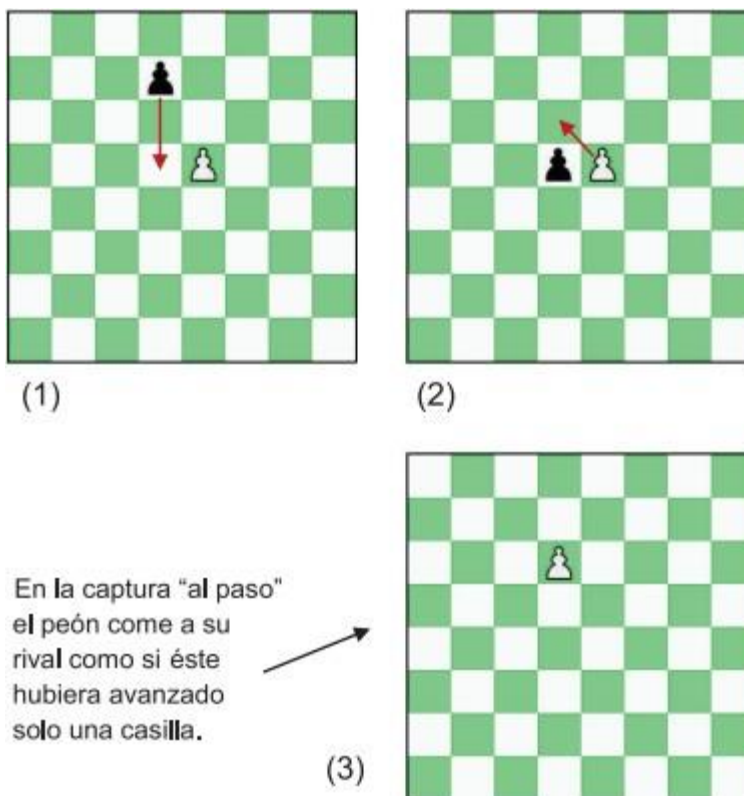 (1)
(2)
En la captura “al paso”
el peón come a su
rival como si éste
hubiera avanzado
solo una casilla.
(3)